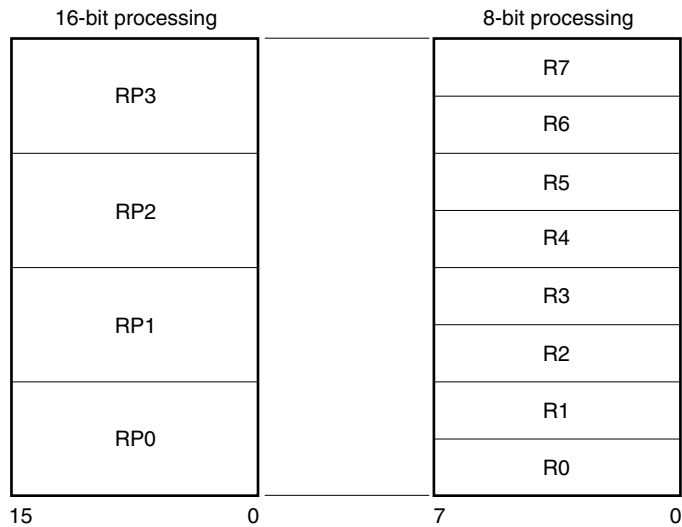 16-bit processing
8-bit processing
RP3
RP2
RP1
RP0
R7
R6
R5
R4
R3
R2
R1
R0
15 0
7 0